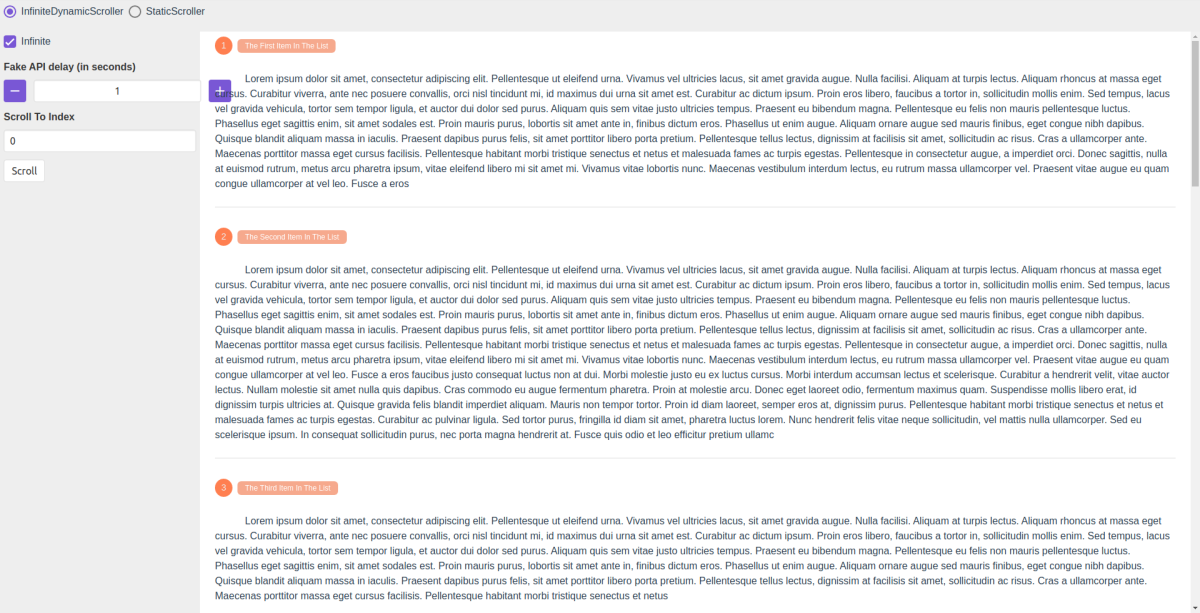 InfiniteDynamicScroller StaticScroller
Infinite
Fake API delay (in seconds)
1
Scroll To Index
0
Scroll
1 The First Item In The List
Lorem ipsum dolor sit amet, consectetur adipiscing elit. Pellentesque ut eleifend urna. Vivamus vel ultricies lacus, sit amet gravida augue. Nulla facilisi. Aliquam at turpis lectus. Aliquam rhoncus at massa eget
cursus. Curabitur viverra, ante nec posuere convallis, orci nisl tincidunt mi, id maximus dui urna sit amet est. Curabitur ac dictum ipsum. Proin eros libero, faucibus a tortor in, sollicitudin mollis enim. Sed tempus, lacus
vel gravida vehicula, tortor sem tempor ligula, et auctor dui dolor sed purus. Aliquam quis sem vitae justo ultricies tempus. Praesent eu bibendum magna. Pellentesque eu felis non mauris pellentesque luctus.
Phasellus eget sagittis enim, sit amet sodales est. Proin mauris purus, lobortis sit amet ante in, finibus dictum eros. Phasellus ut enim augue. Aliquam ornare augue sed mauris finibus, eget congue nibh dapibus.
Quisque blandit aliquam massa in iaculis. Praesent dapibus purus felis, sit amet porttitor libero porta pretium. Pellentesque tellus lectus, dignissim at facilisis sit amet, sollicitudin ac risus. Cras a ullamcorper ante.
Maecenas porttitor massa eget cursus facilisis. Pellentesque habitant morbi tristique senectus et netus et malesuada fames ac turpis egestas. Pellentesque in consectetur augue, a imperdiet orci. Donec sagittis, nulla
at euismod rutrum, metus arcu pharetra ipsum, vitae eleifend libero mi sit amet mi. Vivamus vitae lobortis nunc. Maecenas vestibulum interdum lectus, eu rutrum massa ullamcorper vel. Praesent vitae augue eu quam
congue ullamcorper at vel leo. Fusce a eros
2 The Second Item In The List
Lorem ipsum dolor sit amet, consectetur adipiscing elit. Pellentesque ut eleifend urna. Vivamus vel ultricies lacus, sit amet gravida augue. Nulla facilisi. Aliquam at turpis lectus. Aliquam rhoncus at massa eget
cursus. Curabitur viverra, ante nec posuere convallis, orci nisl tincidunt mi, id maximus dui urna sit amet est. Curabitur ac dictum ipsum. Proin eros libero, faucibus a tortor in, sollicitudin mollis enim. Sed tempus, lacus
vel gravida vehicula, tortor sem tempor ligula, et auctor dui dolor sed purus. Aliquam quis sem vitae justo ultricies tempus. Praesent eu bibendum magna. Pellentesque eu felis non mauris pellentesque luctus.
Phasellus eget sagittis enim, sit amet sodales est. Proin mauris purus, lobortis sit amet ante in, finibus dictum eros. Phasellus ut enim augue. Aliquam ornare augue sed mauris finibus, eget congue nibh dapibus.
Quisque blandit aliquam massa in iaculis. Praesent dapibus purus felis, sit amet porttitor libero porta pretium. Pellentesque tellus lectus, dignissim at facilisis sit amet, sollicitudin ac risus. Cras a ullamcorper ante.
Maecenas porttitor massa eget cursus facilisis. Pellentesque habitant morbi tristique senectus et netus et malesuada fames ac turpis egestas. Pellentesque in consectetur augue, a imperdiet orci. Donec sagittis, nulla
at euismod rutrum, metus arcu pharetra ipsum, vitae eleifend libero mi sit amet mi. Vivamus vitae lobortis nunc. Maecenas vestibulum interdum lectus, eu rutrum massa ullamcorper vel. Praesent vitae augue eu quam
congue ullamcorper at vel leo. Fusce a eros faucibus justo consequat luctus non at dui. Morbi molestie justo eu ex luctus cursus. Morbi interdum accumsan lectus et scelerisque. Curabitur a hendrerit velit, vitae auctor
lectus. Nullam molestie sit amet nulla quis dapibus. Cras commodo eu augue fermentum pharetra. Proin at molestie arcu. Donec eget laoreet odio, fermentum maximus quam. Suspendisse mollis libero erat, id
dignissim turpis ultricies at. Quisque gravida felis blandit imperdiet aliquam. Mauris non tempor tortor. Proin id diam laoreet, semper eros at, dignissim purus. Pellentesque habitant morbi tristique senectus et netus et
malesuada fames ac turpis egestas. Curabitur ac pulvinar ligula. Sed tortor purus, fringilla id diam sit amet, pharetra luctus lorem. Nunc hendrerit felis vitae neque sollicitudin, vel mattis nulla ullamcorper. Sed eu
scelerisque ipsum. In consequat sollicitudin purus, nec porta magna hendrerit at. Fusce quis odio et leo efficitur pretium ullamc
3 The Third Item In The List
Lorem ipsum dolor sit amet, consectetur adipiscing elit. Pellentesque ut eleifend urna. Vivamus vel ultricies lacus, sit amet gravida augue. Nulla facilisi. Aliquam at turpis lectus. Aliquam rhoncus at massa eget
cursus. Curabitur viverra, ante nec posuere convallis, orci nisl tincidunt mi, id maximus dui urna sit amet est. Curabitur ac dictum ipsum. Proin eros libero, faucibus a tortor in, sollicitudin mollis enim. Sed tempus, lacus
vel gravida vehicula, tortor sem tempor ligula, et auctor dui dolor sed purus. Aliquam quis sem vitae justo ultricies tempus. Praesent eu bibendum magna. Pellentesque eu felis non mauris pellentesque luctus.
Phasellus eget sagittis enim, sit amet sodales est. Proin mauris purus, lobortis sit amet ante in, finibus dictum eros. Phasellus ut enim augue. Aliquam ornare augue sed mauris finibus, eget congue nibh dapibus.
Quisque blandit aliquam massa in iaculis. Praesent dapibus purus felis, sit amet porttitor libero porta pretium. Pellentesque tellus lectus, dignissim at facilisis sit amet, sollicitudin ac risus. Cras a ullamcorper ante.
Maecenas porttitor massa eget cursus facilisis. Pellentesque habitant morbi tristique senectus et netus